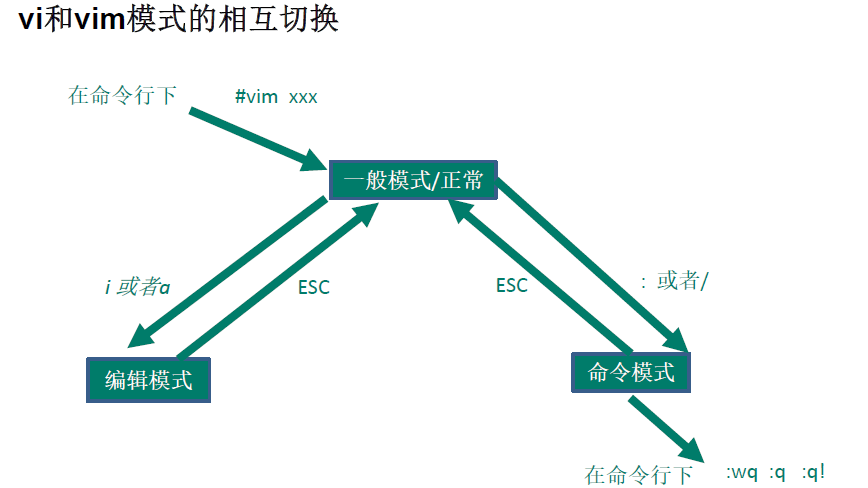 vi和vim模式的相互切换
在命令行下 #vim xxx
一般模式/正常
i 或者a
ESC
ESC
: 或者/
编辑模式
命令模式
在命令行下 :wq :q :q!